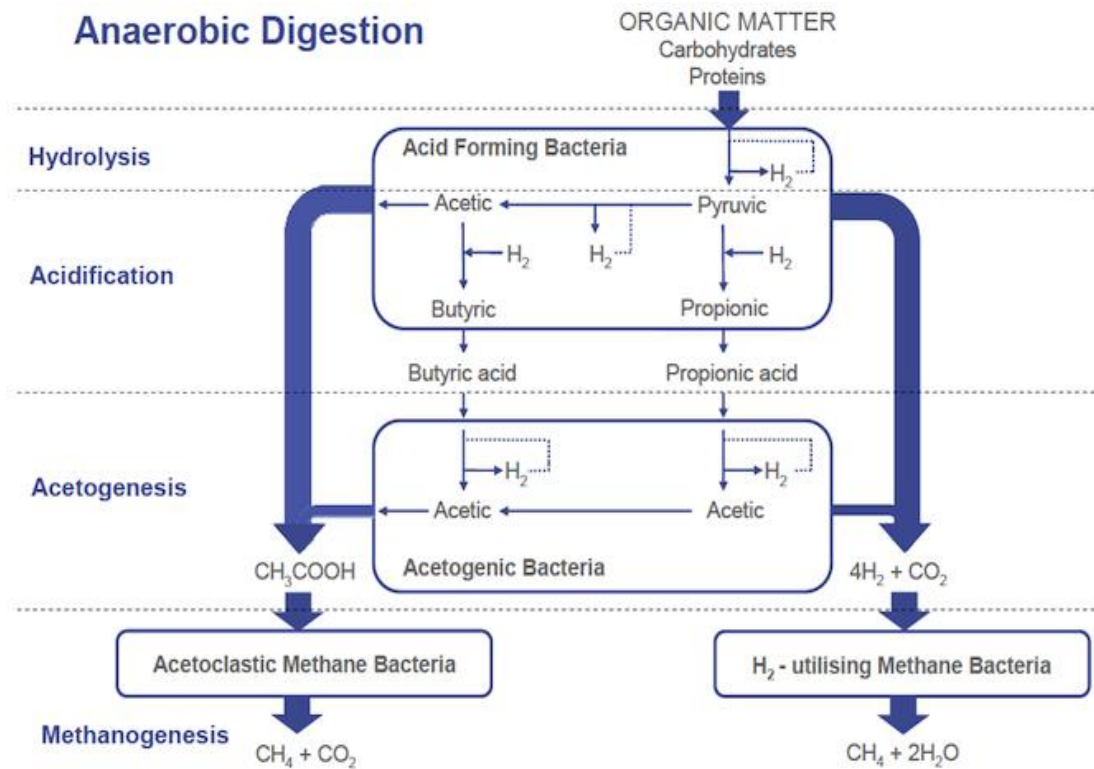 Anaerobic Digestion
ORGANIC MATTER
Carbohydrates
Proteins
Hydrolysis
Acid Forming Bacteria
H₂
Acetic
Pyruvic
Acidification
H₂
H₂
H₂
Butyric
Propionic
Butyric acid
Propionic acid
Acetogenesis
H₂
H₂
Acetic
Acetic
Acetogenic Bacteria
CH₃COOH
4H₂ + CO₂
Acetoclastic Methane Bacteria
H₂ - utilising Methane Bacteria
Methanogenesis
CH₄ + CO₂
CH₄ + 2H₂O